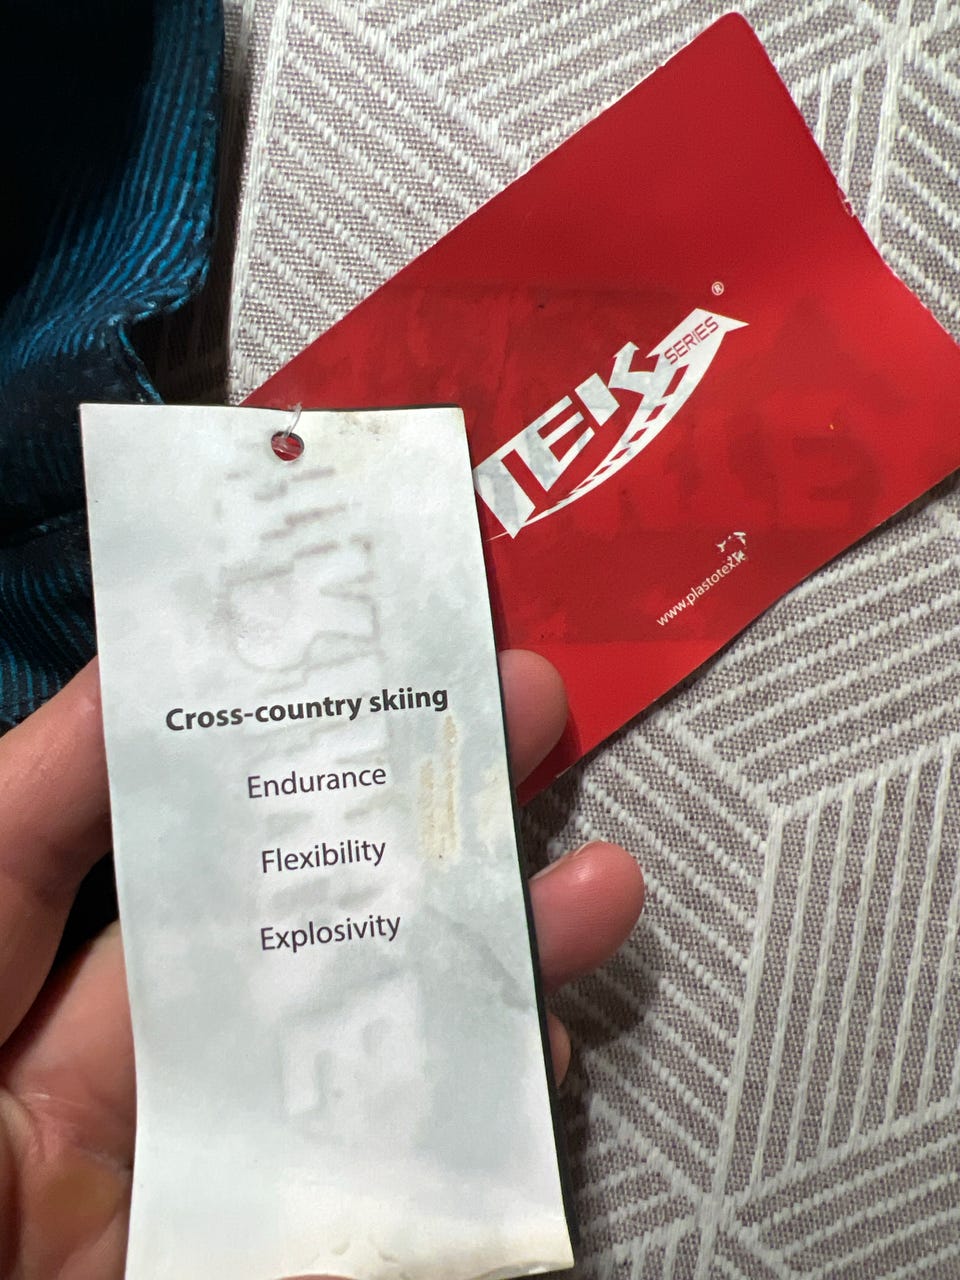 TEK
SERIES
®
www.plastotex.
Cross-country skiing
Endurance
Flexibility
Explosivity